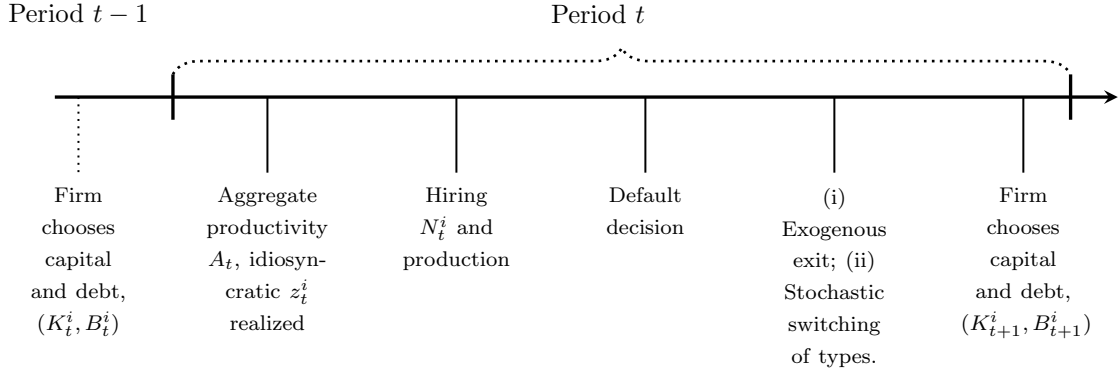 Period t − 1
Period t
Firm
chooses
capital
and debt,
(K_t^i, B_t^i)
Aggregate
productivity
A_t, idiosyn-
cratic z_t^i
realized
Hiring
N_t^i and
production
Default
decision
(i)
Exogenous
exit; (ii)
Stochastic
switching
of types.
Firm
chooses
capital
and debt,
(K_{t+1}^i, B_{t+1}^i)